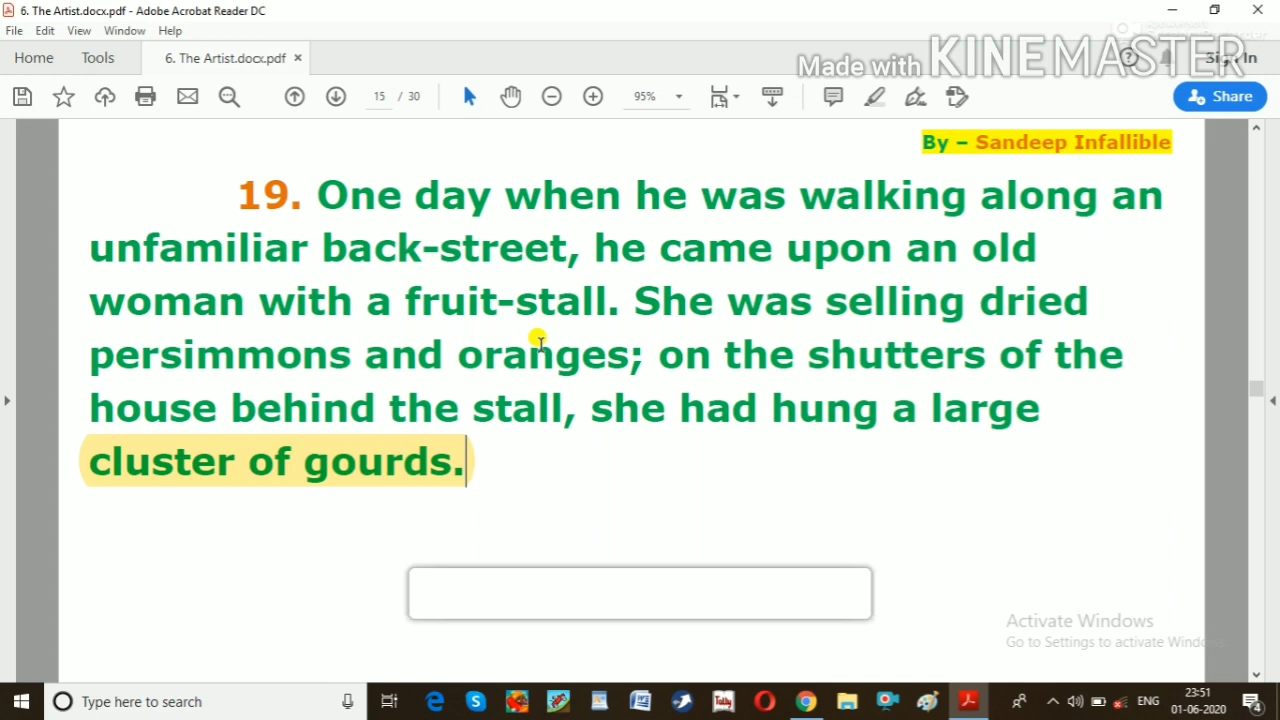 6. The Artist.docx.pdf - Adobe Acrobat Reader DC
File Edit View Window Help
Home Tools 6. The Artist.docx.pdf × Sign In
Made with KINEMASTER
15 / 30 95% Share
By – Sandeep Infallible
19. One day when he was walking along an
unfamiliar back-street, he came upon an old
woman with a fruit-stall. She was selling dried
persimmons and oranges; on the shutters of the
house behind the stall, she had hung a large
cluster of gourds.
Activate Windows
Go to Settings to activate Windows.
Type here to search
ENG
23:51
01-06-2020
4